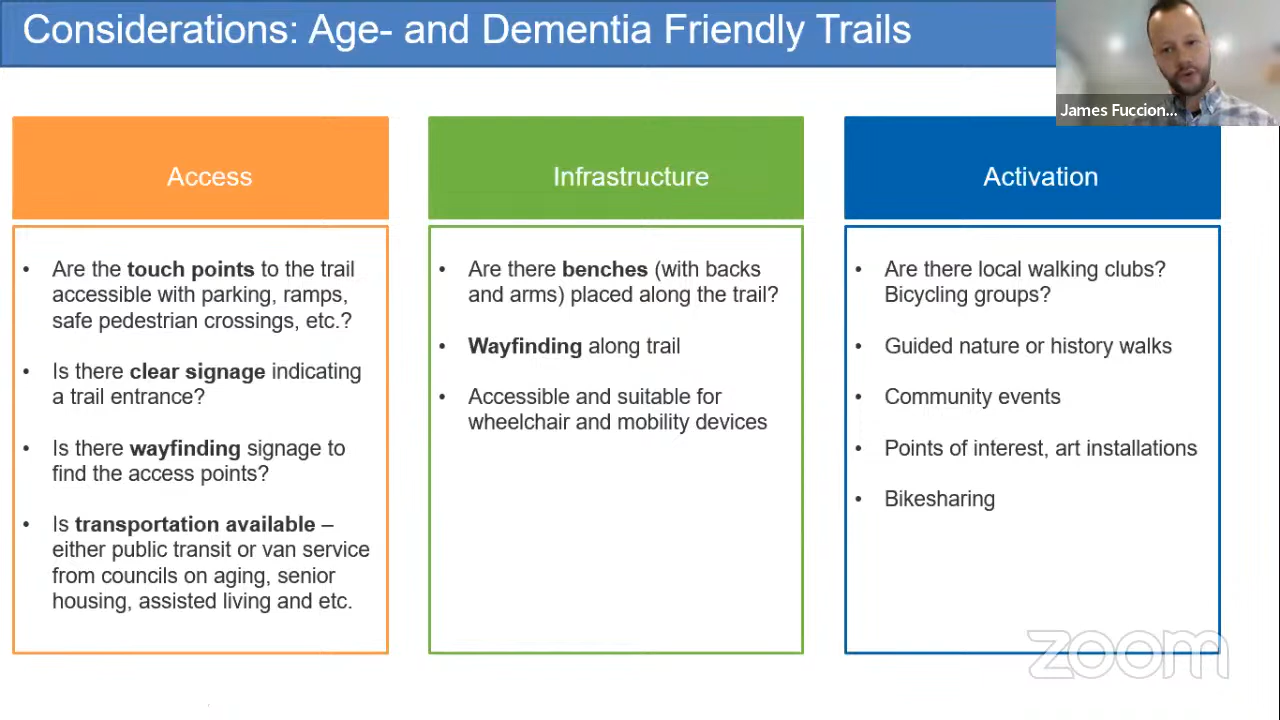 Considerations: Age- and Dementia Friendly Trails
James Fuccion...
Access
Are the touch points to the trail
accessible with parking, ramps,
safe pedestrian crossings, etc.?
Is there clear signage indicating
a trail entrance?
Is there wayfinding signage to
find the access points?
Is transportation available –
either public transit or van service
from councils on aging, senior
housing, assisted living and etc.
Infrastructure
Are there benches (with backs
and arms) placed along the trail?
Wayfinding along trail
Accessible and suitable for
wheelchair and mobility devices
Activation
Are there local walking clubs?
Bicycling groups?
Guided nature or history walks
Community events
Points of interest, art installations
Bikesharing
zoom